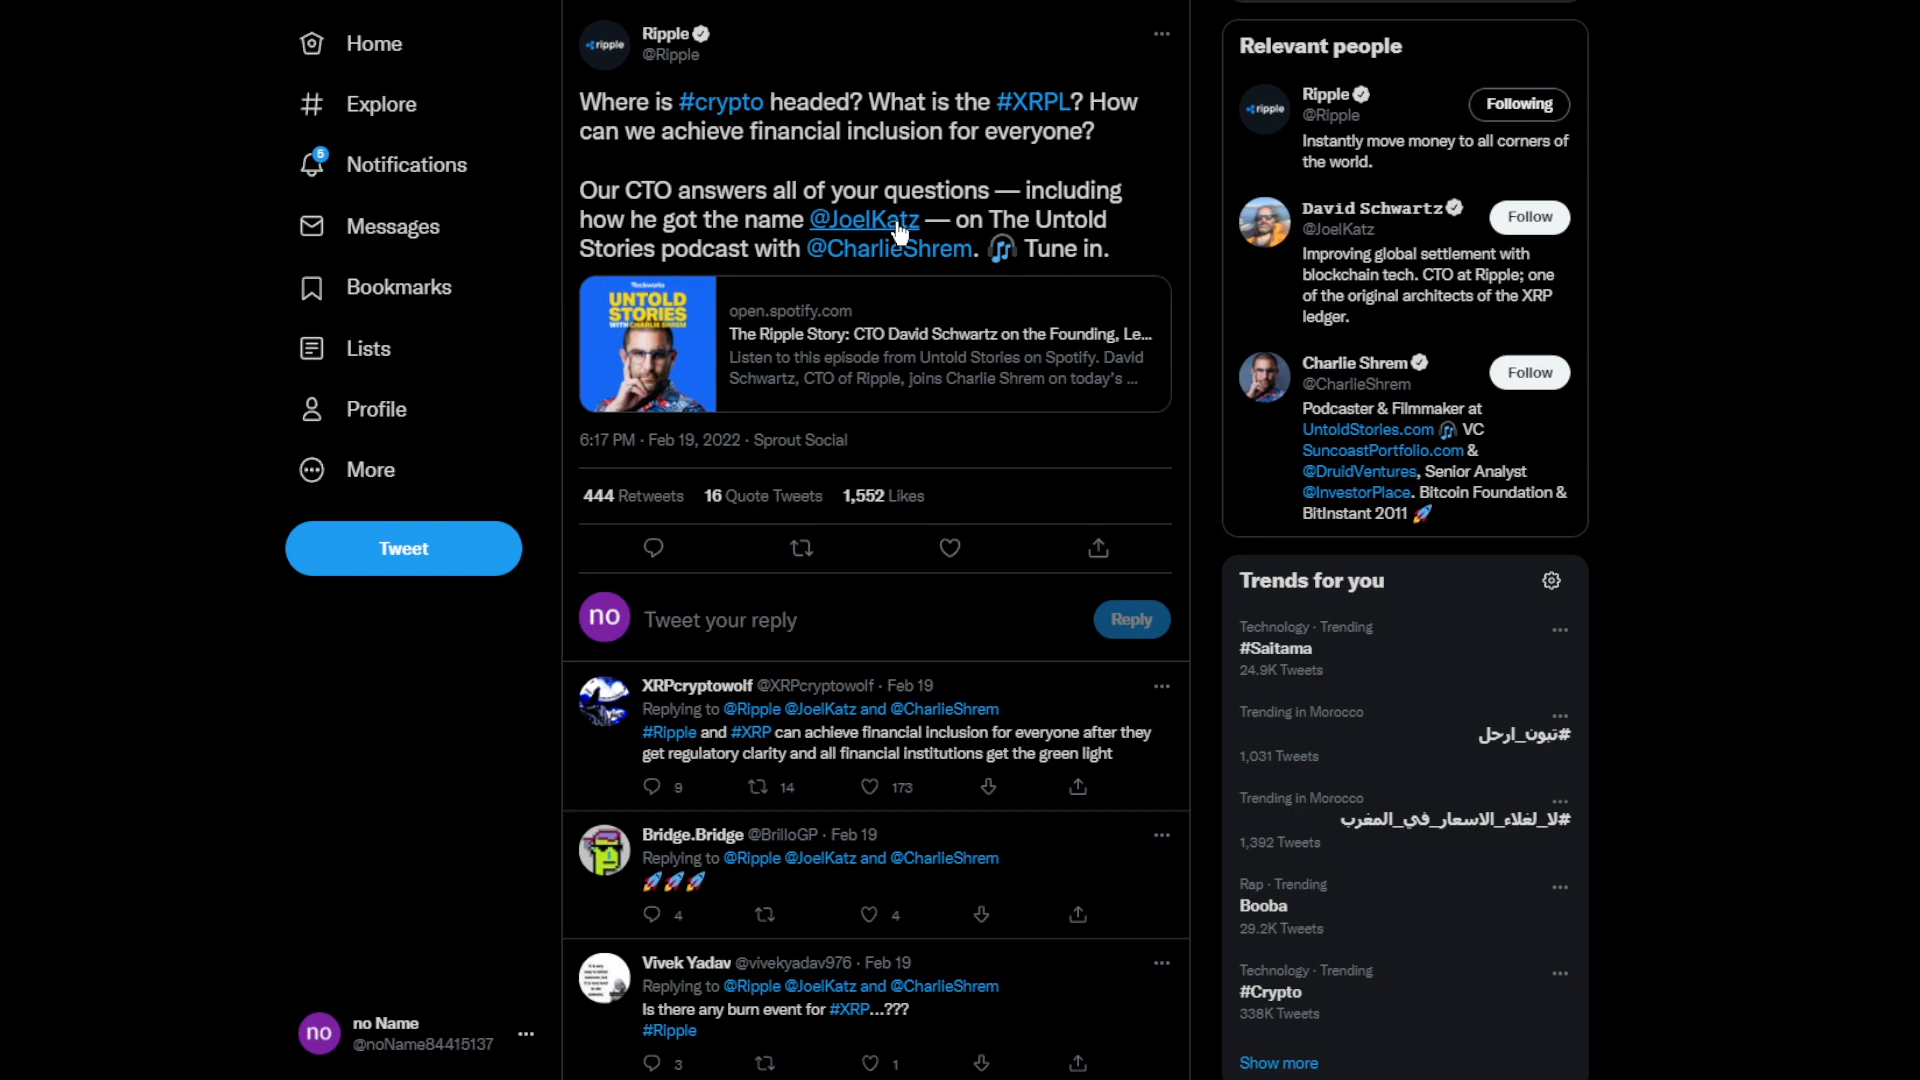 Home
Explore
5
Notifications
Messages
Bookmarks
Lists
Profile
More
Tweet
no
no Name
@noName84415137
ripple
Ripple
@Ripple
Where is #crypto headed? What is the #XRPL? How
can we achieve financial inclusion for everyone?
Our CTO answers all of your questions — including
how he got the name @JoelKatz — on The Untold
Stories podcast with @CharlieShrem. 🎧 Tune in.
Blockworks
UNTOLD
STORIES
WITH CHARLIE SHREM
open.spotify.com
The Ripple Story: CTO David Schwartz on the Founding, Le...
Listen to this episode from Untold Stories on Spotify. David
Schwartz, CTO of Ripple, joins Charlie Shrem on today's ...
6:17 PM · Feb 19, 2022 · Sprout Social
444 Retweets 16 Quote Tweets 1,552 Likes
no
Tweet your reply
Reply
XRPcryptowolf @XRPcryptowolf · Feb 19
Replying to @Ripple @JoelKatz and @CharlieShrem
#Ripple and #XRP can achieve financial inclusion for everyone after they
get regulatory clarity and all financial institutions get the green light
9 14 173
Bridge.Bridge @BrilloGP · Feb 19
Replying to @Ripple @JoelKatz and @CharlieShrem
🚀🚀🚀
4 4
Vivek Yadav @vivekyadav976 · Feb 19
Replying to @Ripple @JoelKatz and @CharlieShrem
Is there any burn event for #XRP...???
#Ripple
3 1
Relevant people
ripple
Ripple
@Ripple
Following
Instantly move money to all corners of
the world.
David Schwartz
@JoelKatz
Follow
Improving global settlement with
blockchain tech. CTO at Ripple; one
of the original architects of the XRP
ledger.
Charlie Shrem
@CharlieShrem
Follow
Podcaster & Filmmaker at
UntoldStories.com 🎧 VC
SuncoastPortfolio.com &
@DruidVentures, Senior Analyst
@InvestorPlace. Bitcoin Foundation &
BitInstant 2011 🚀
Trends for you
Technology · Trending
#Saitama
24.9K Tweets
Trending in Morocco
#تبون_ارحل
1,031 Tweets
Trending in Morocco
#لا_لغلاء_الاسعار_في_المغرب
1,392 Tweets
Rap · Trending
Booba
29.2K Tweets
Technology · Trending
#Crypto
338K Tweets
Show more